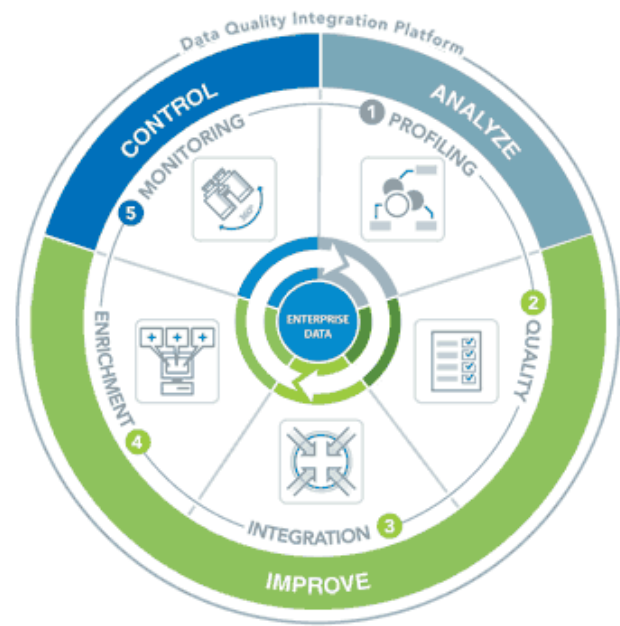 Data Quality Integration Platform
CONTROL
ANALYZE
1 PROFILING
2 QUALITY
3 INTEGRATION
4 ENRICHMENT
5 MONITORING
360°
ENTERPRISE
DATA
IMPROVE